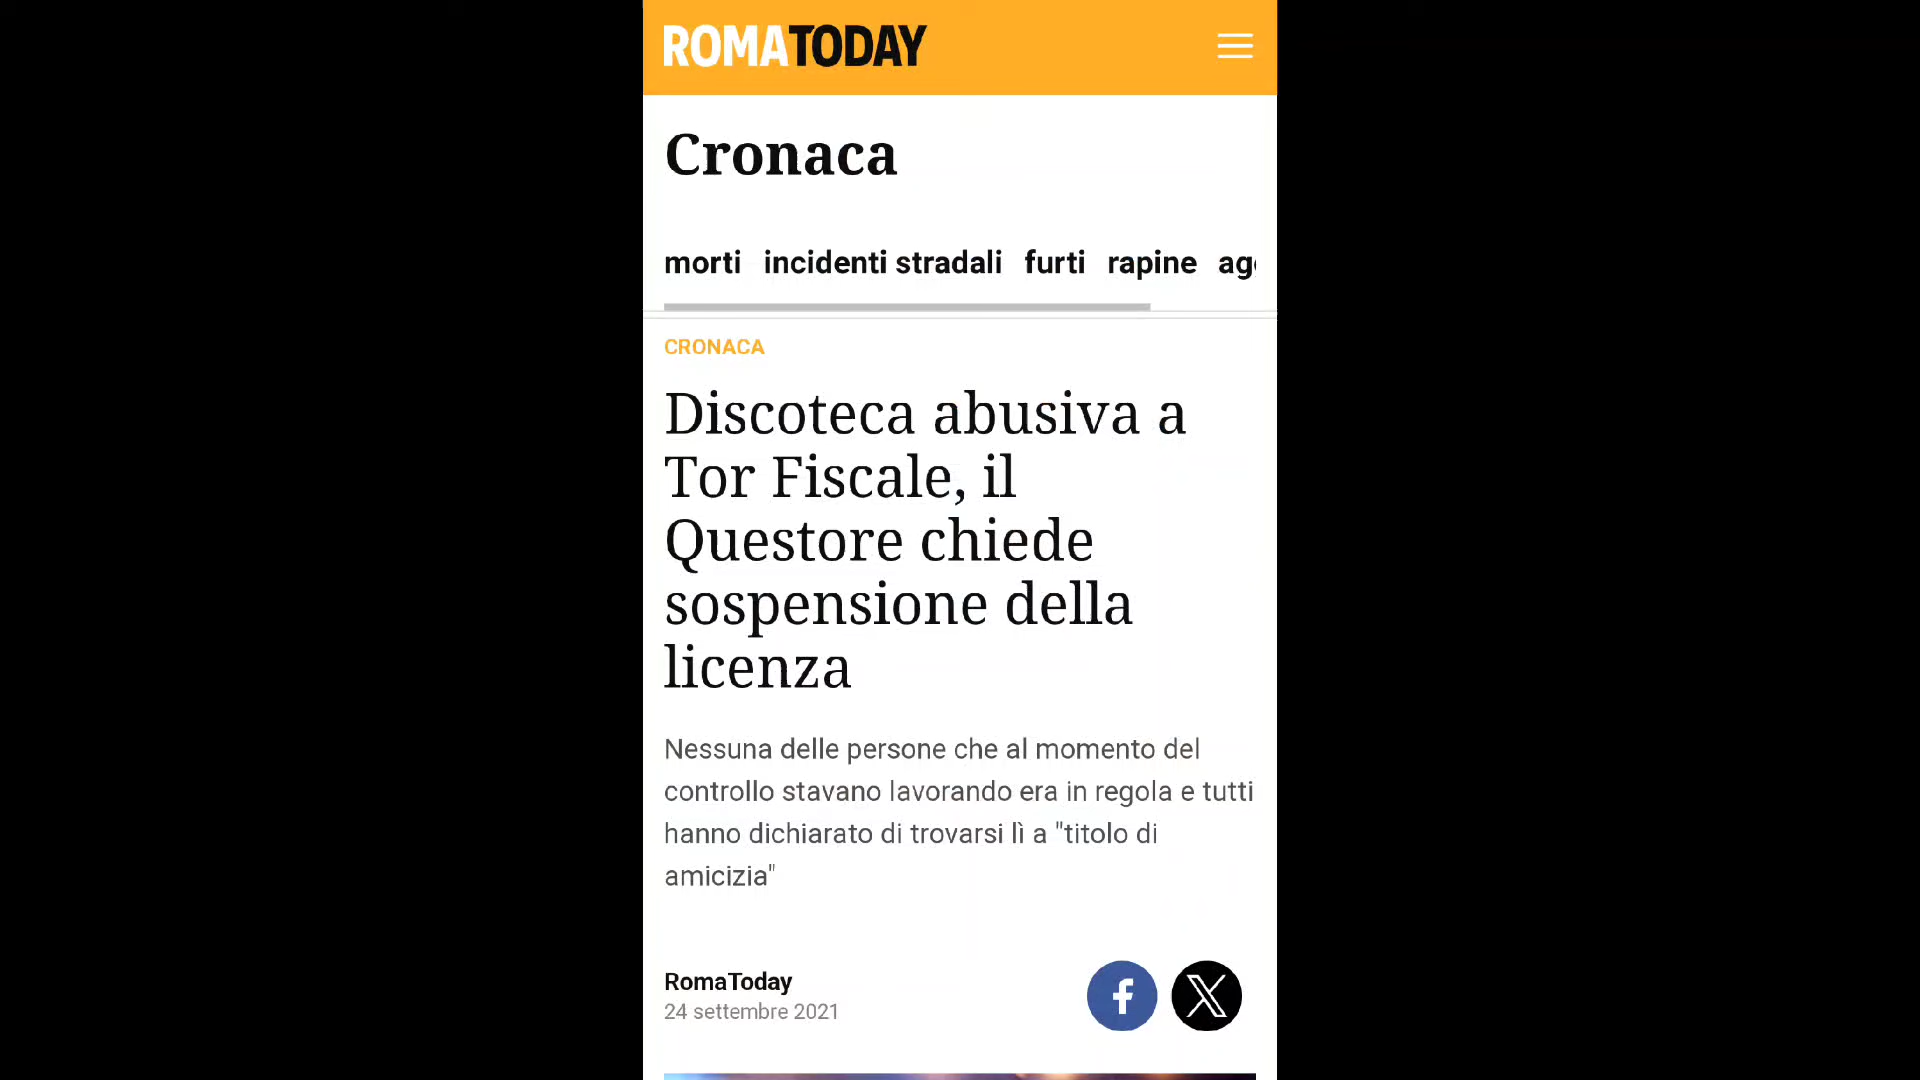 ROMATODAY
Cronaca
morti incidenti stradali furti rapine
CRONACA
Discoteca abusiva a
Tor Fiscale, il
Questore chiede
sospensione della
licenza
Nessuna delle persone che al momento del
controllo stavano lavorando era in regola e tutti
hanno dichiarato di trovarsi lì a "titolo di
amicizia"
RomaToday
24 settembre 2021